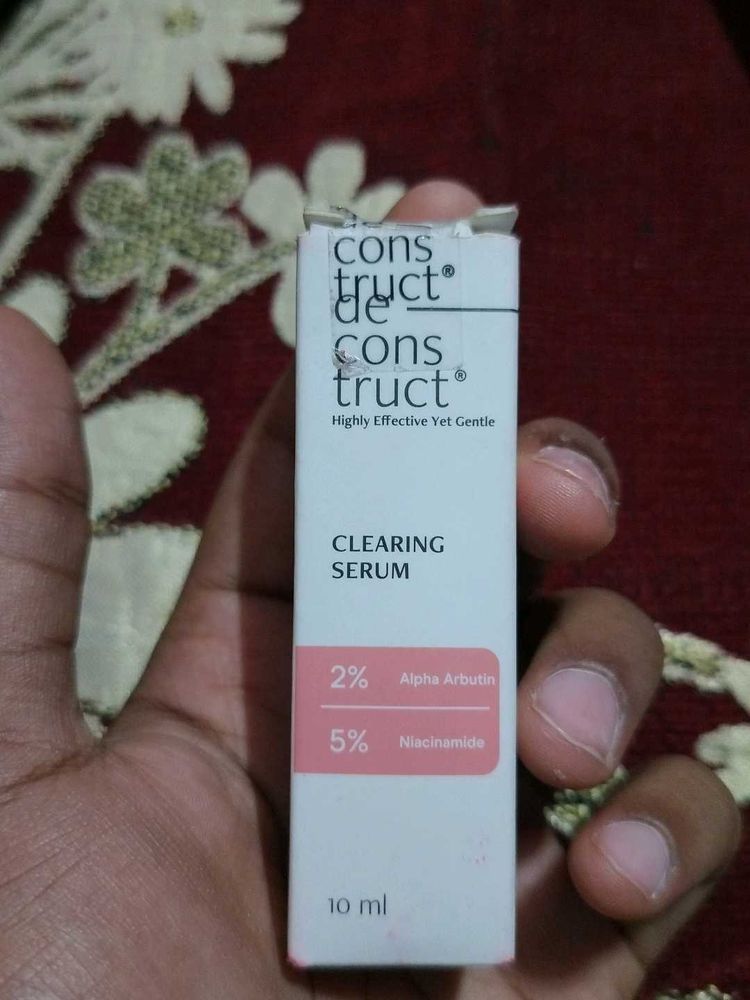 cons
truct®
de
cons
truct®
Highly Effective Yet Gentle
CLEARING
SERUM
2% Alpha Arbutin
5% Niacinamide
10 ml